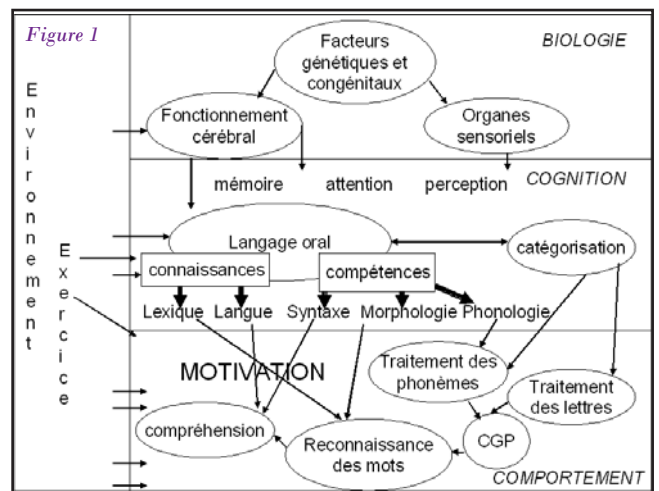 Figure 1
BIOLOGIE
Facteurs
génétiques et
congénitaux
Fonctionnement
cérébral
Organes
sensoriels
Environnement
Exercice
COGNITION
mémoire attention perception
Langage oral
catégorisation
connaissances
compétences
Lexique Langue Syntaxe Morphologie Phonologie
MOTIVATION
Traitement des
phonèmes
Traitement
des lettres
compréhension
Reconnaissance
des mots
CGP
COMPORTEMENT